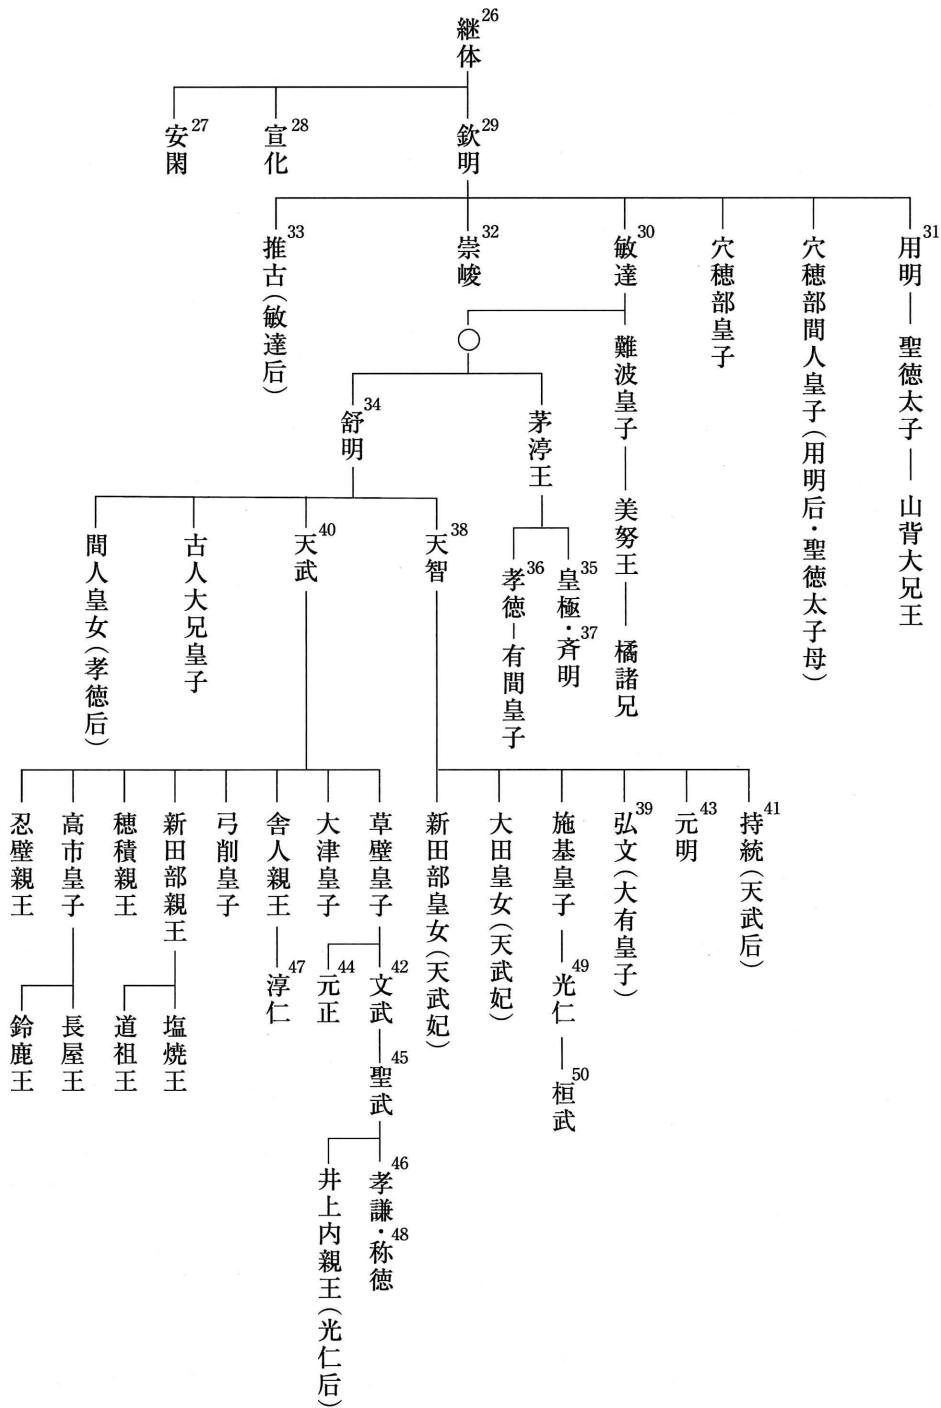 26 継体
29 欽明
28 宣化
27 安閑
31 用明
聖徳太子
山背大兄王
穴穂部間人皇子(用明后・聖徳太子母)
穴穂部皇子
30 敏達
難波皇子
美努王
橘諸兄
32 崇峻
33 推古(敏達后)
茅渟王
35 皇極・37 斉明
36 孝徳
有間皇子
34 舒明
38 天智
40 天武
古人大兄皇子
間人皇女(孝徳后)
41 持統(天武后)
43 元明
39 弘文(大有皇子)
施基皇子
49 光仁
50 桓武
大田皇女(天武妃)
新田部皇女(天武妃)
草壁皇子
42 文武
45 聖武
46 孝謙・48 称徳
井上内親王(光仁后)
44 元正
大津皇子
舎人親王
47 淳仁
弓削皇子
新田部親王
塩焼王
道祖王
穂積親王
高市皇子
長屋王
鈴鹿王
忍壁親王